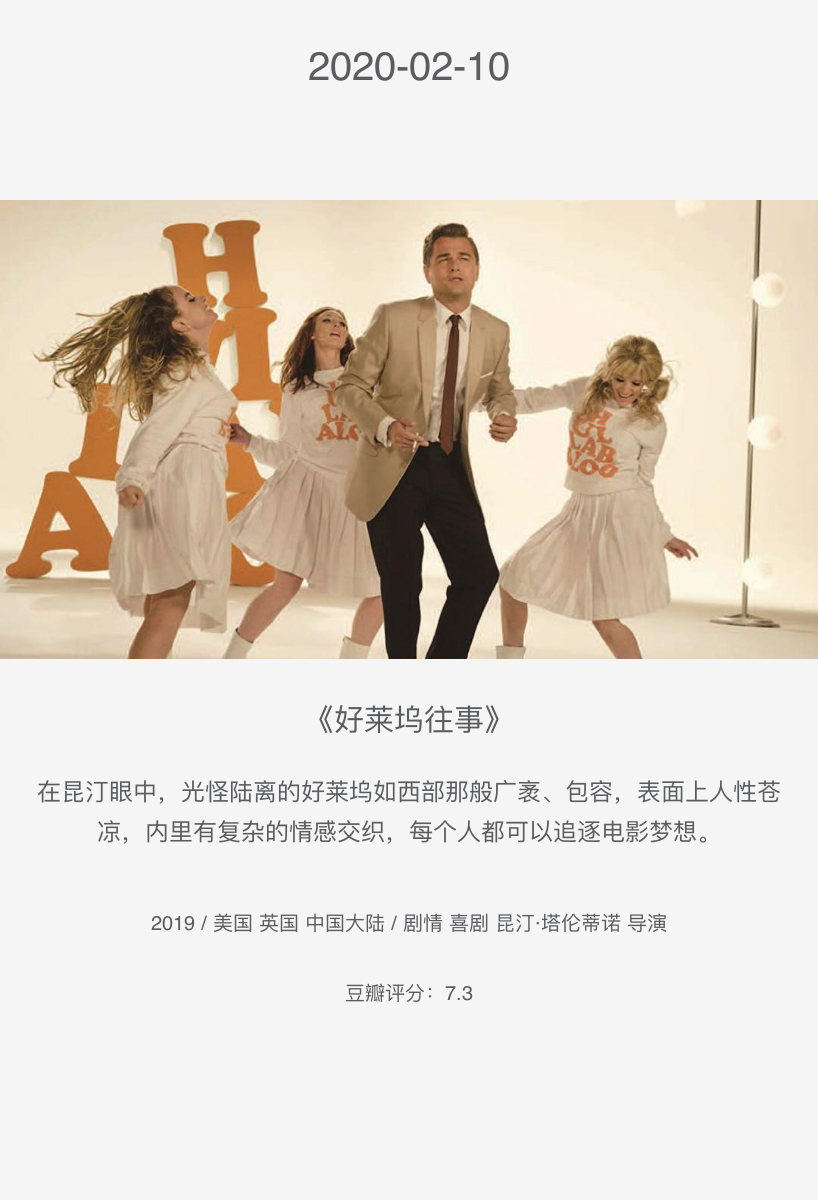 2020-02-10
H
A
ALO
H
UL
LAB
ALOO
《好莱坞往事》
在昆汀眼中，光怪陆离的好莱坞如西部那般广袤、包容，表面上人性苍
凉，内里有复杂的情感交织，每个人都可以追逐电影梦想。
2019 / 美国 英国 中国大陆 / 剧情 喜剧 昆汀·塔伦蒂诺 导演
豆瓣评分：7.3